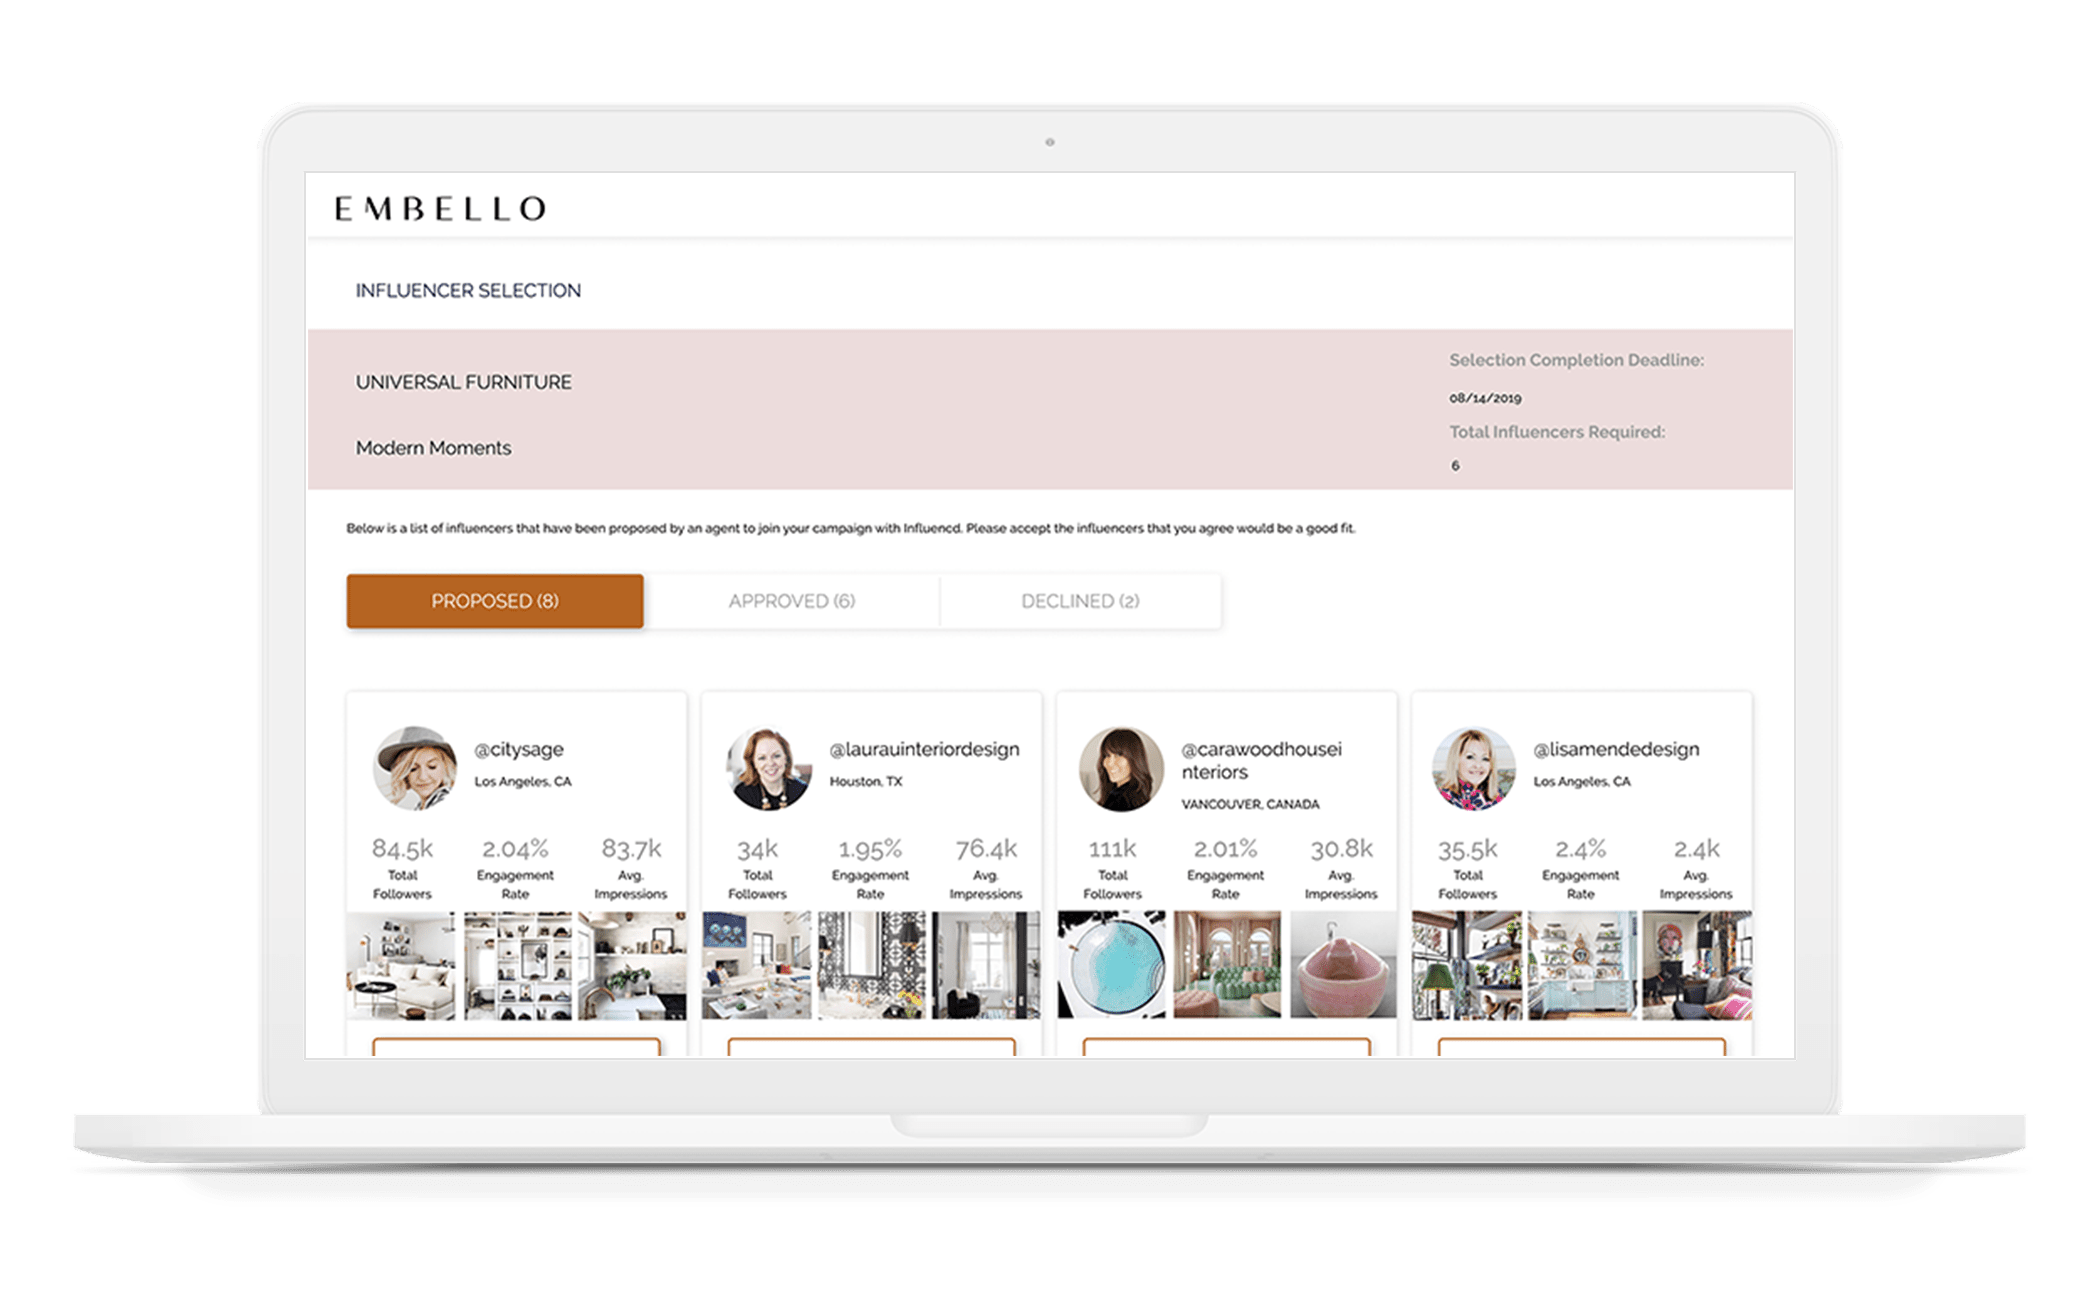 EMBELLO
INFLUENCER SELECTION
UNIVERSAL FURNITURE
Modern Moments
Selection Completion Deadline:
08/14/2019
Total Influencers Required:
6
Below is a list of influencers that have been proposed by an agent to join your campaign with Influencd. Please accept the influencers that you agree would be a good fit.
PROPOSED (8)
APPROVED (6)
DECLINED (2)
@citysage
Los Angeles, CA
84.5k
Total
Followers
2.04%
Engagement
Rate
83.7k
Avg.
Impressions
@laurauinteriordesign
Houston, TX
34k
Total
Followers
1.95%
Engagement
Rate
76.4k
Avg.
Impressions
@carawoodhousei
nteriors
VANCOUVER, CANADA
111k
Total
Followers
2.01%
Engagement
Rate
30.8k
Avg.
Impressions
@lisamendedesign
Los Angeles, CA
35.5k
Total
Followers
2.4%
Engagement
Rate
2.4k
Avg.
Impressions